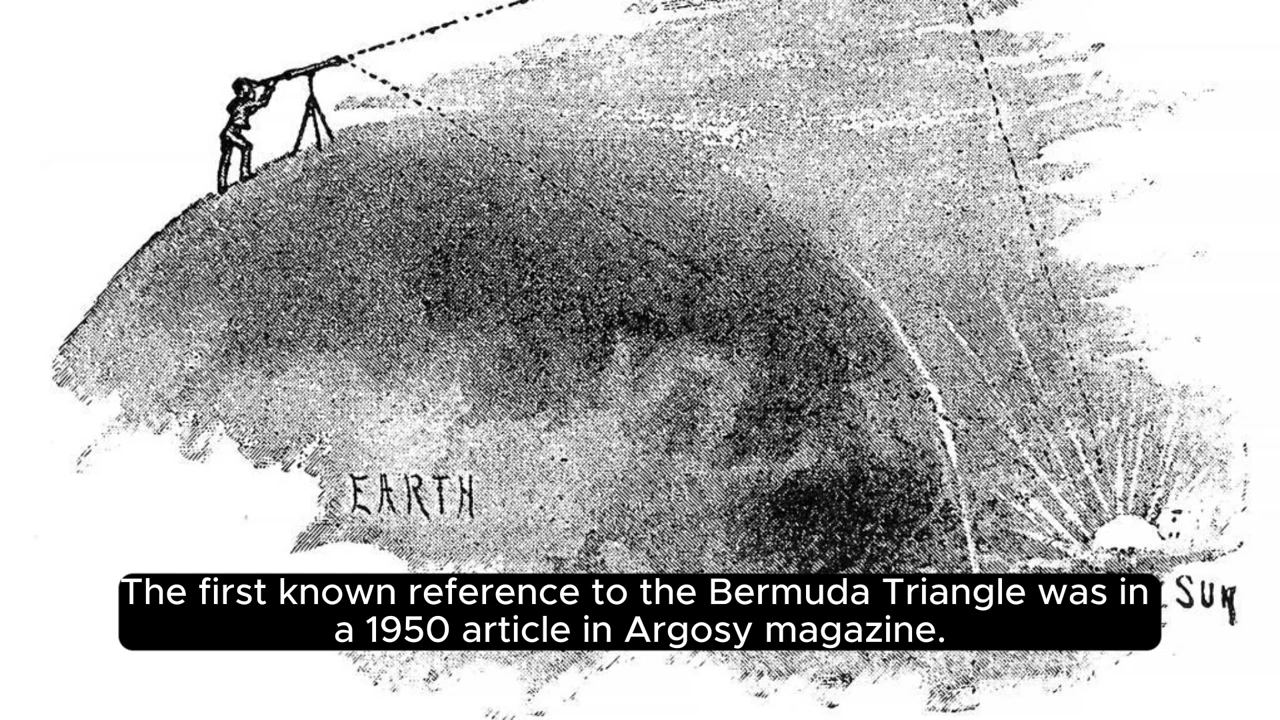 EARTH
SUN
The first known reference to the Bermuda Triangle was in
a 1950 article in Argosy magazine.